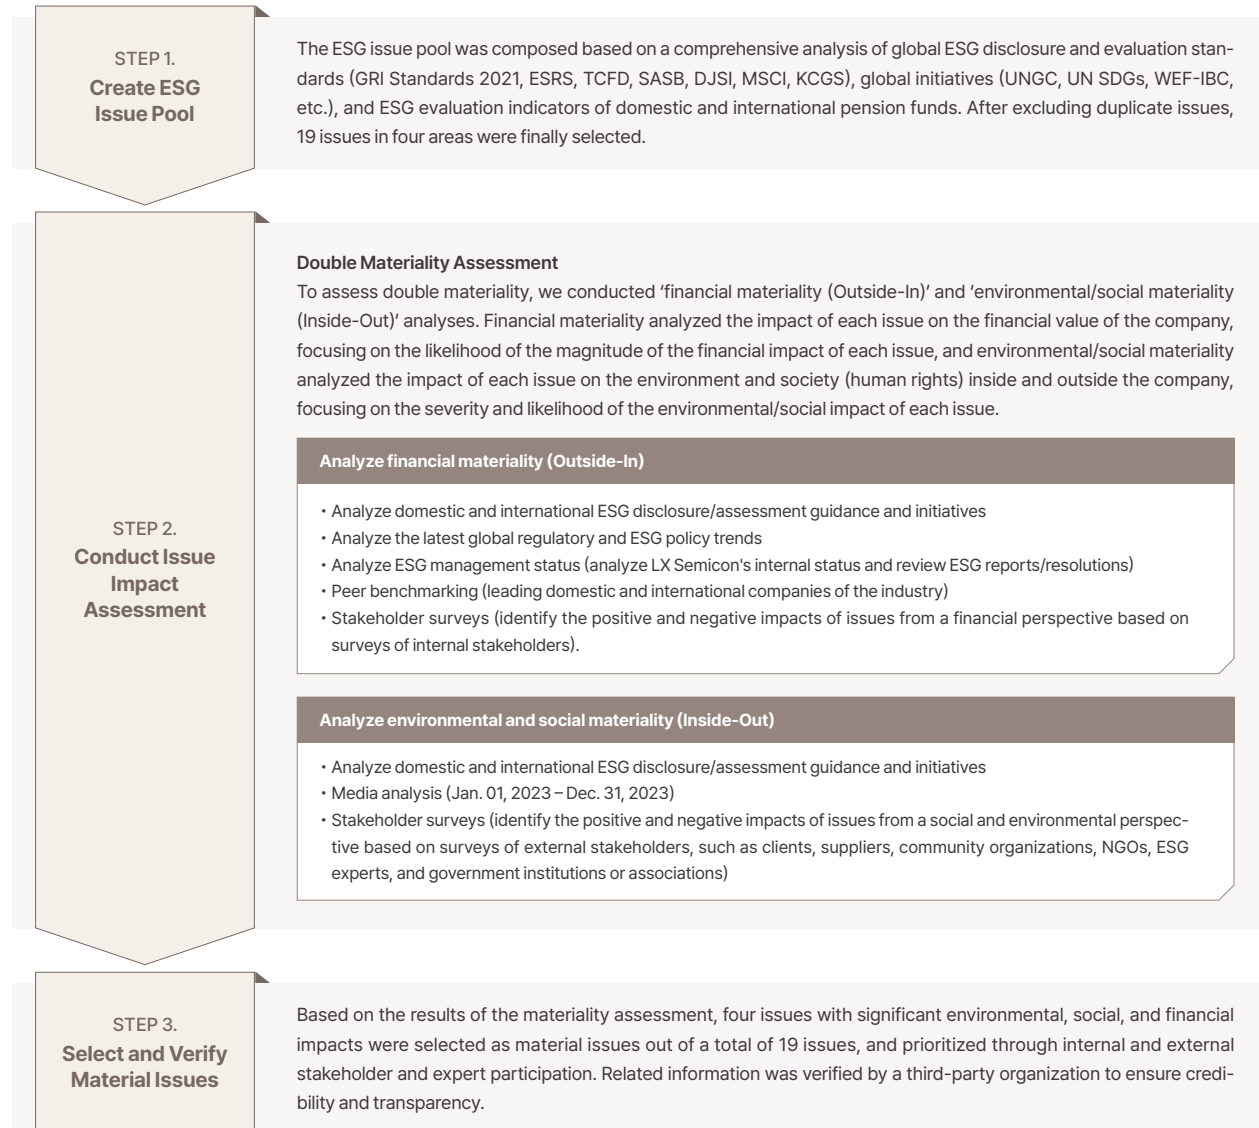 STEP 1.
Create ESG
Issue Pool
The ESG issue pool was composed based on a comprehensive analysis of global ESG disclosure and evaluation stan-
dards (GRI Standards 2021, ESRS, TCFD, SASB, DJSI, MSCI, KCGS), global initiatives (UNGC, UN SDGs, WEF-IBC,
etc.), and ESG evaluation indicators of domestic and international pension funds. After excluding duplicate issues,
19 issues in four areas were finally selected.
STEP 2.
Conduct Issue
Impact
Assessment
Double Materiality Assessment
To assess double materiality, we conducted ‘financial materiality (Outside-In)’ and ‘environmental/social materiality
(Inside-Out)’ analyses. Financial materiality analyzed the impact of each issue on the financial value of the company,
focusing on the likelihood of the magnitude of the financial impact of each issue, and environmental/social materiality
analyzed the impact of each issue on the environment and society (human rights) inside and outside the company,
focusing on the severity and likelihood of the environmental/social impact of each issue.
Analyze financial materiality (Outside-In)
• Analyze domestic and international ESG disclosure/assessment guidance and initiatives
• Analyze the latest global regulatory and ESG policy trends
• Analyze ESG management status (analyze LX Semicon's internal status and review ESG reports/resolutions)
• Peer benchmarking (leading domestic and international companies of the industry)
• Stakeholder surveys (identify the positive and negative impacts of issues from a financial perspective based on
surveys of internal stakeholders).
Analyze environmental and social materiality (Inside-Out)
• Analyze domestic and international ESG disclosure/assessment guidance and initiatives
• Media analysis (Jan. 01, 2023 – Dec. 31, 2023)
• Stakeholder surveys (identify the positive and negative impacts of issues from a social and environmental perspec-
tive based on surveys of external stakeholders, such as clients, suppliers, community organizations, NGOs, ESG
experts, and government institutions or associations)
STEP 3.
Select and Verify
Material Issues
Based on the results of the materiality assessment, four issues with significant environmental, social, and financial
impacts were selected as material issues out of a total of 19 issues, and prioritized through internal and external
stakeholder and expert participation. Related information was verified by a third-party organization to ensure credi-
bility and transparency.